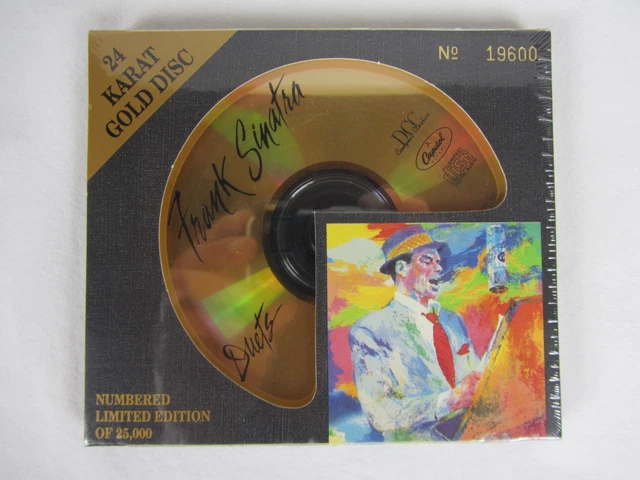 24
KARAT
GOLD DISC
Nº 19600
Frank Sinatra
DCC
Capitol
Duets
NUMBERED
LIMITED EDITION
OF 25,000